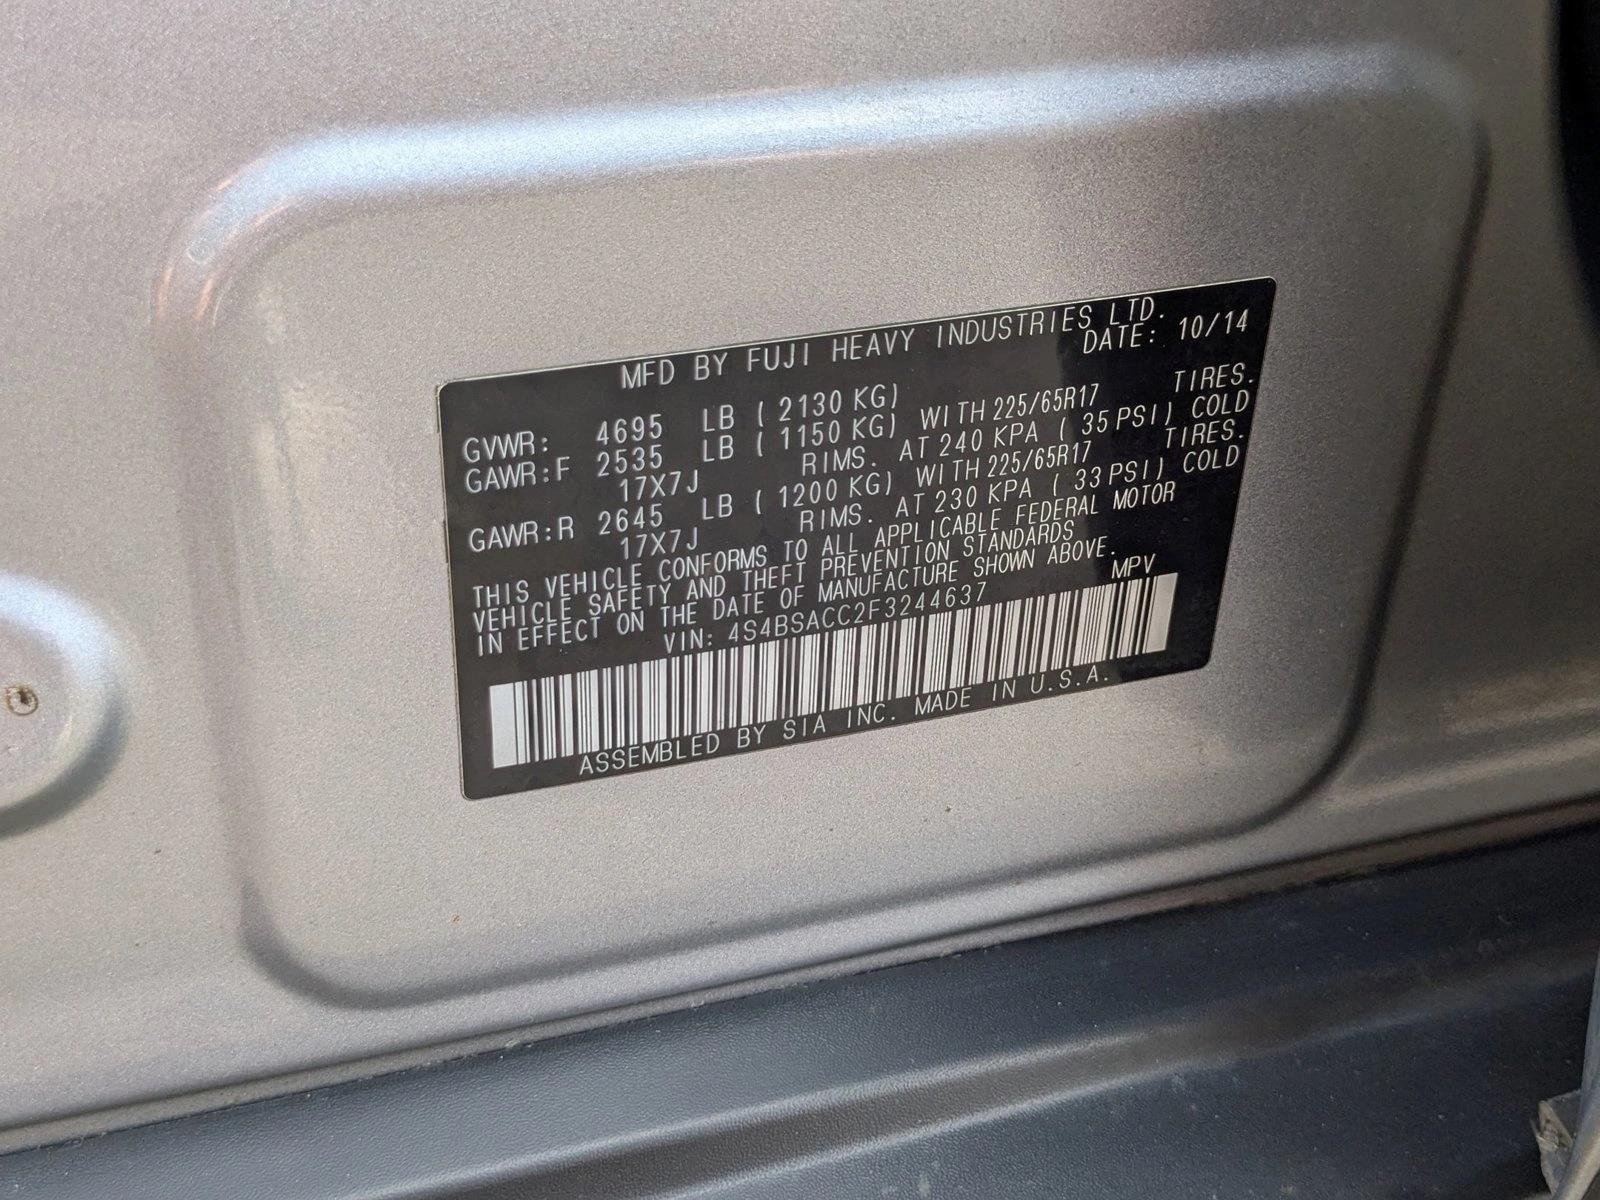 MFD BY FUJI HEAVY INDUSTRIES LTD.
DATE: 10/14
GVWR: 4695 LB ( 2130 KG)
GAWR:F 2535 LB ( 1150 KG) WITH 225/65R17 TIRES.
17X7J RIMS. AT 240 KPA ( 35 PSI) COLD
GAWR:R 2645 LB ( 1200 KG) WITH 225/65R17 TIRES.
17X7J RIMS. AT 230 KPA ( 33 PSI) COLD
THIS VEHICLE CONFORMS TO ALL APPLICABLE FEDERAL MOTOR
VEHICLE SAFETY AND THEFT PREVENTION STANDARDS
IN EFFECT ON THE DATE OF MANUFACTURE SHOWN ABOVE.
VIN: 4S4BSACC2F3244637 MPV
ASSEMBLED BY SIA INC. MADE IN U.S.A.